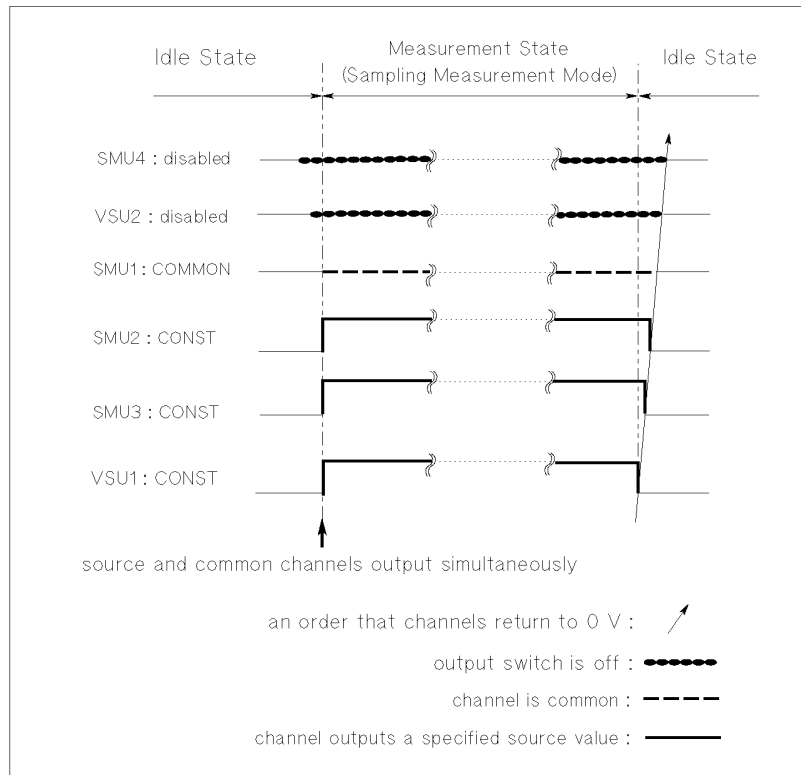 Idle State
Measurement State
(Sampling Measurement Mode)
Idle State
SMU4 : disabled
VSU2 : disabled
SMU1 : COMMON
SMU2 : CONST
SMU3 : CONST
VSU1 : CONST
source and common channels output simultaneously
an order that channels return to 0 V :
output switch is off :
channel is common :
channel outputs a specified source value :